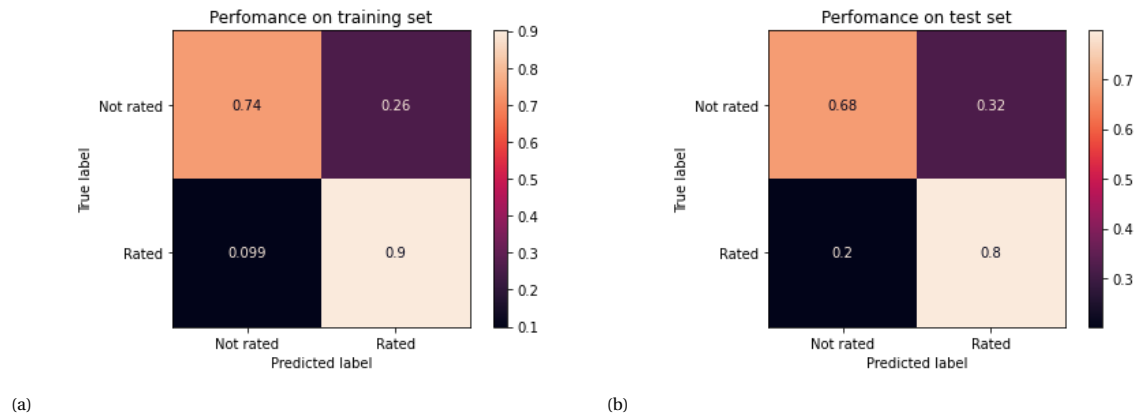 Perfomance on training set
Not rated
0.74
0.26
Rated
0.099
0.9
Not rated
Rated
Predicted label
True label
0.9
0.8
0.7
0.6
0.5
0.4
0.3
0.2
0.1
(a)
Perfomance on test set
Not rated
0.68
0.32
Rated
0.2
0.8
Not rated
Rated
Predicted label
True label
0.7
0.6
0.5
0.4
0.3
(b)